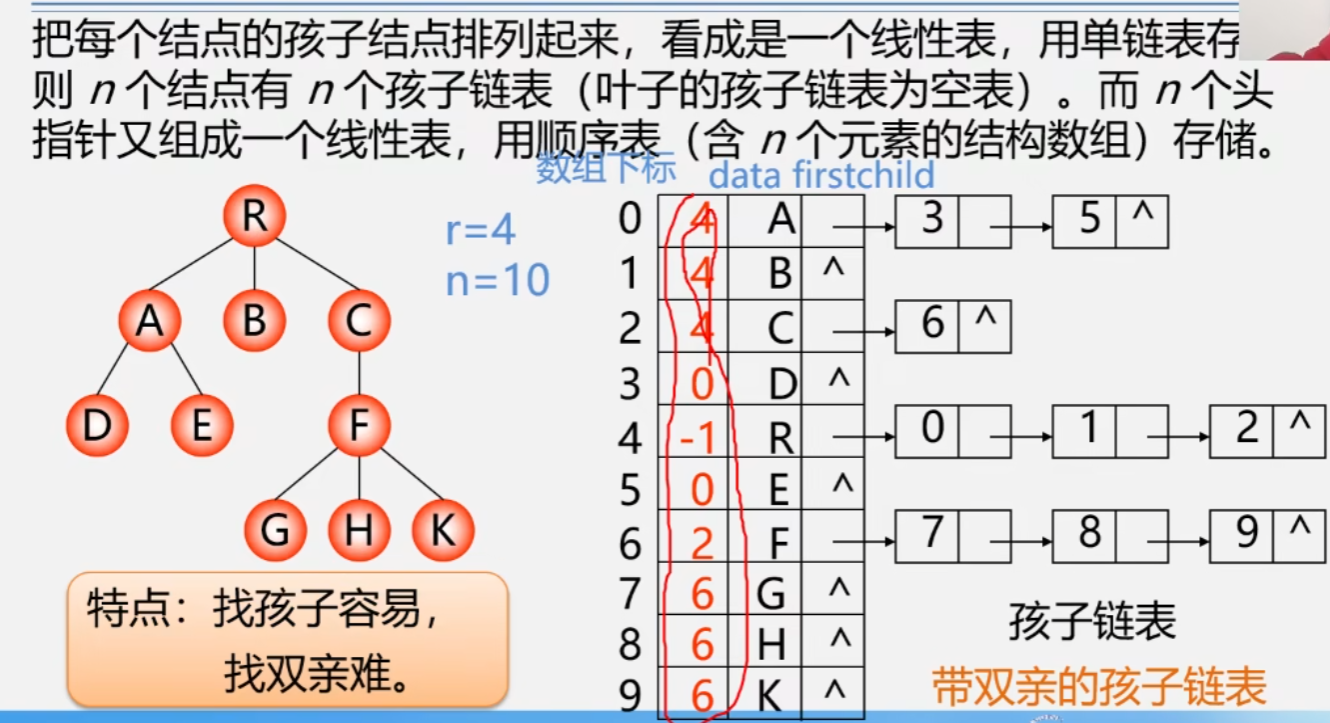 把每个结点的孩子结点排列起来，看成是一个线性表，用单链表存
则 n 个结点有 n 个孩子链表（叶子的孩子链表为空表）。而 n 个头
指针又组成一个线性表，用顺序表（含 n 个元素的结构数组）存储。
数组下标 data firstchild
R
r=4
n=10
A B C
D E F
G H K
0 4 A 3 5 ^
1 4 B ^
2 4 C 6 ^
3 0 D ^
4 -1 R 0 1 2 ^
5 0 E ^
6 2 F 7 8 9 ^
7 6 G ^
8 6 H ^
9 6 K ^
特点：找孩子容易，
找双亲难。
孩子链表
带双亲的孩子链表